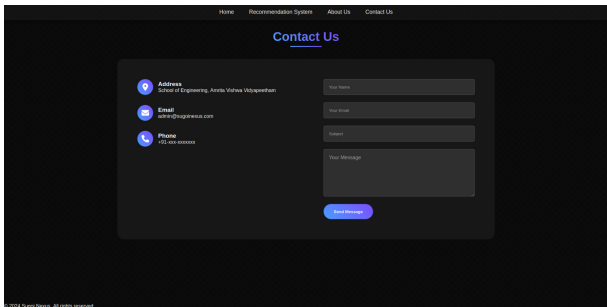 Home Recommendation System About Us Contact Us
Contact Us
Address
School of Engineering, Amrita Vishwa Vidyapeetham
Email
admin@sugoinexus.com
Phone
+91-xxx-xxxxxxx
Your Name
Your Email
Subject
Your Message
Send Message
© 2024 Sugoi Nexus. All rights reserved.